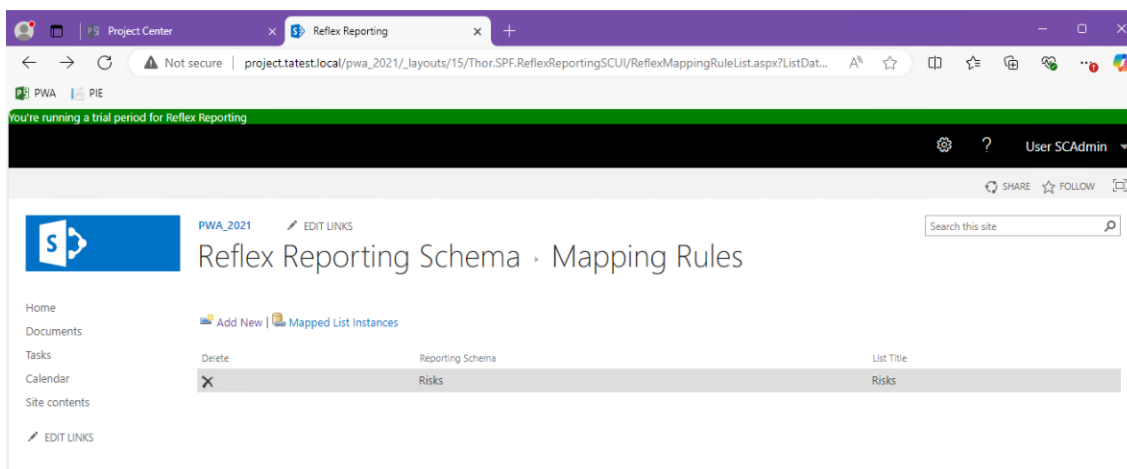 Project Center
Reflex Reporting
Not secure
project.tatest.local/pwa_2021/_layouts/15/Thor.SPF.ReflexReportingSCUI/ReflexMappingRuleList.aspx?ListDat...
PWA
PIE
You're running a trial period for Reflex Reporting
? User SCAdmin
SHARE FOLLOW
PWA_2021 EDIT LINKS
Search this site
Reflex Reporting Schema › Mapping Rules
Home
Documents
Tasks
Calendar
Site contents
EDIT LINKS
Add New | Mapped List Instances
Delete Reporting Schema List Title
Risks Risks